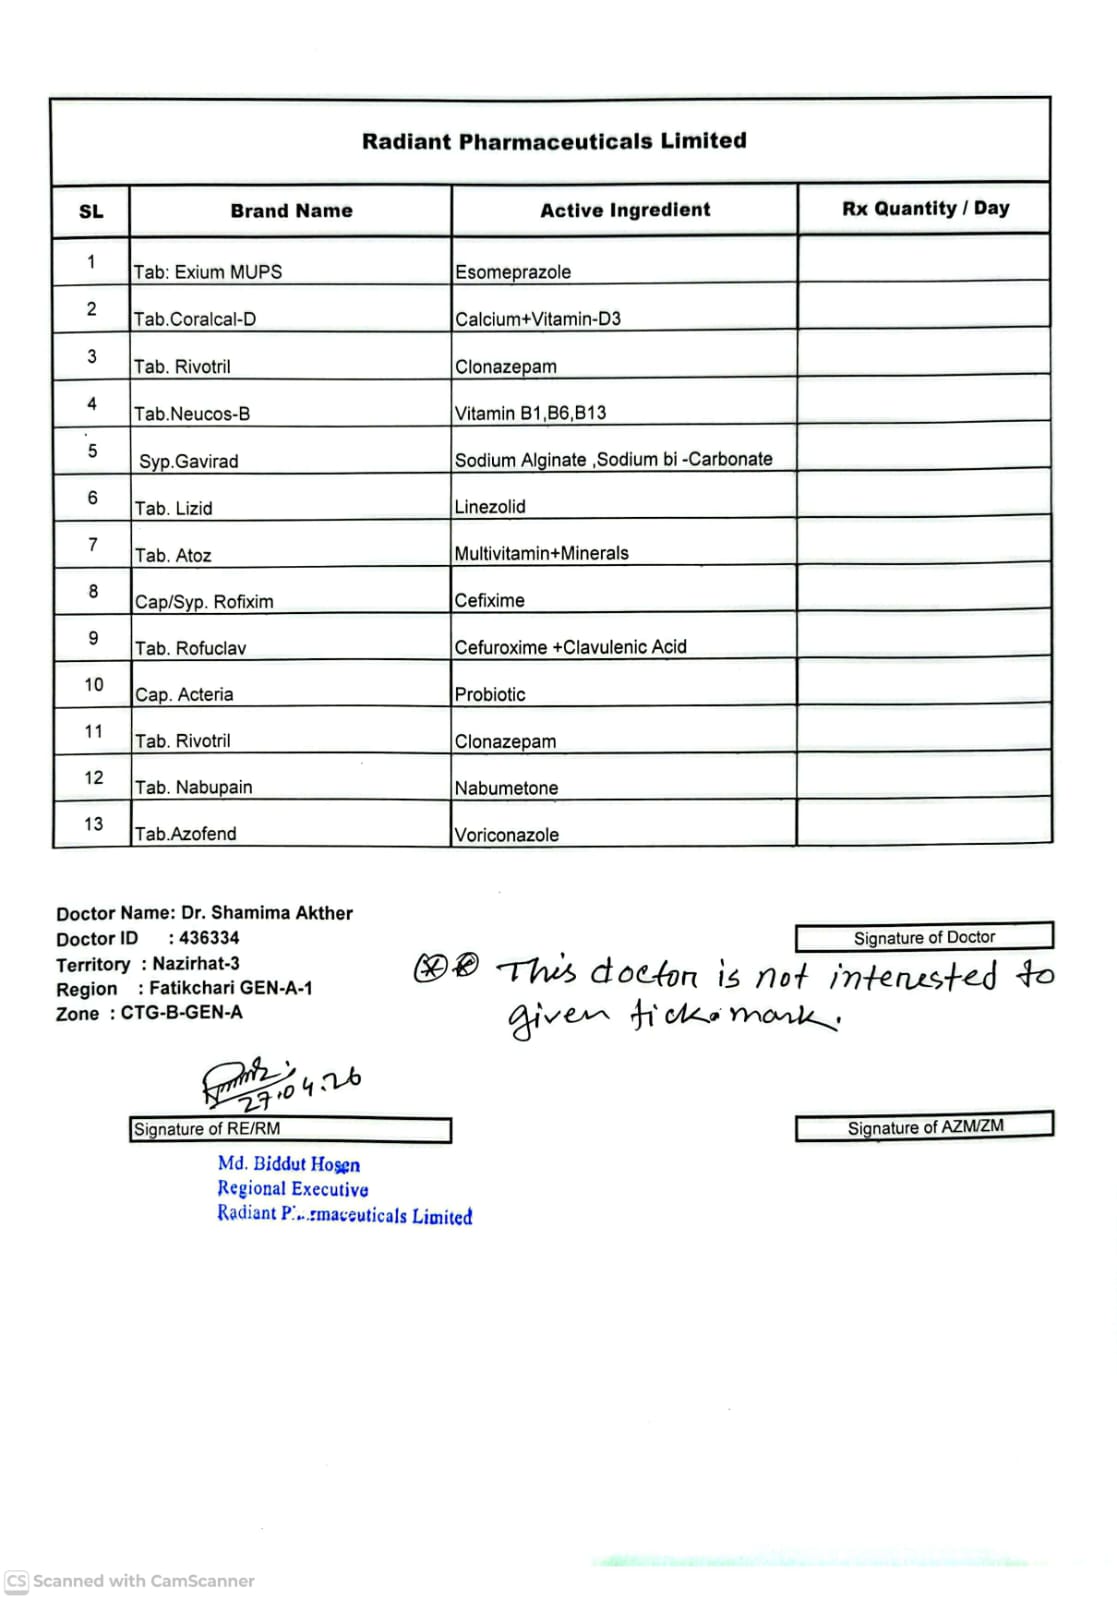 Radiant Pharmaceuticals Limited
SL Brand Name Active Ingredient Rx Quantity / Day
1 Tab: Exium MUPS Esomeprazole
2 Tab.Coralcal-D Calcium+Vitamin-D3
3 Tab. Rivotril Clonazepam
4 Tab.Neucos-B Vitamin B1,B6,B13
5 Syp.Gavirad Sodium Alginate ,Sodium bi -Carbonate
6 Tab. Lizid Linezolid
7 Tab. Atoz Multivitamin+Minerals
8 Cap/Syp. Rofixim Cefixime
9 Tab. Rofuclav Cefuroxime +Clavulenic Acid
10 Cap. Acteria Probiotic
11 Tab. Rivotril Clonazepam
12 Tab. Nabupain Nabumetone
13 Tab.Azofend Voriconazole
Doctor Name: Dr. Shamima Akther
Doctor ID : 436334
Signature of Doctor
Territory : Nazirhat-3
Region : Fatikchari GEN-A-1
Zone : CTG-B-GEN-A
This doctor is not interested to
given tick mark.
27.04.26
Signature of RE/RM
Signature of AZM/ZM
Md. Biddut Hosen
Regional Executive
Radiant Pharmaceuticals Limited
CS Scanned with CamScanner